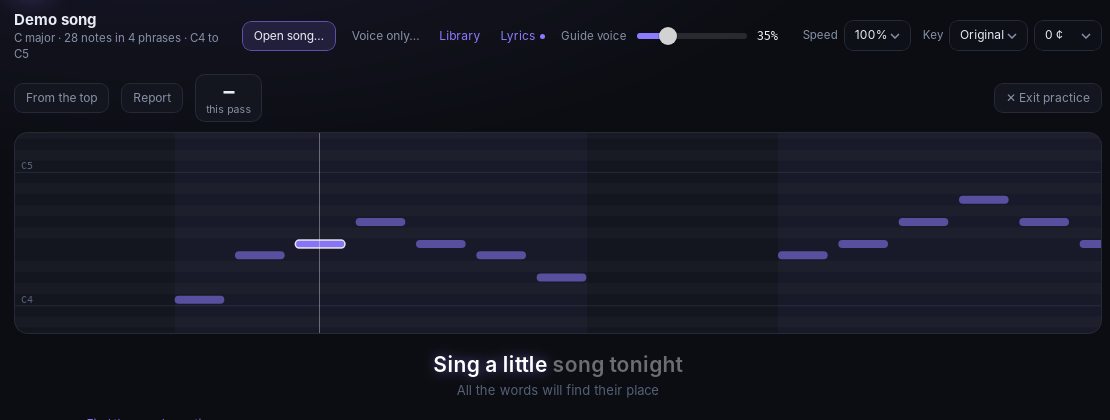 Demo song
C major · 28 notes in 4 phrases · C4 to
C5
Open song...
Voice only...
Library
Lyrics
Guide voice
35%
Speed
100%
Key
Original
0 ¢
From the top
Report
–
this pass
× Exit practice
C5
C4
Sing a little song tonight
All the words will find their place